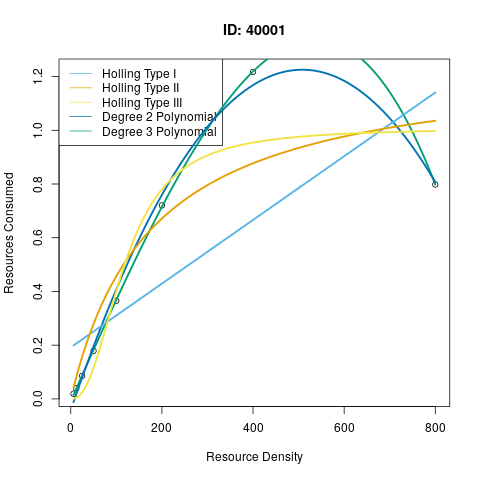 ID: 40001
Holling Type I
Holling Type II
Holling Type III
Degree 2 Polynomial
Degree 3 Polynomial
Resources Consumed
0.0
0.2
0.4
0.6
0.8
1.0
1.2
0
200
400
600
800
Resource Density